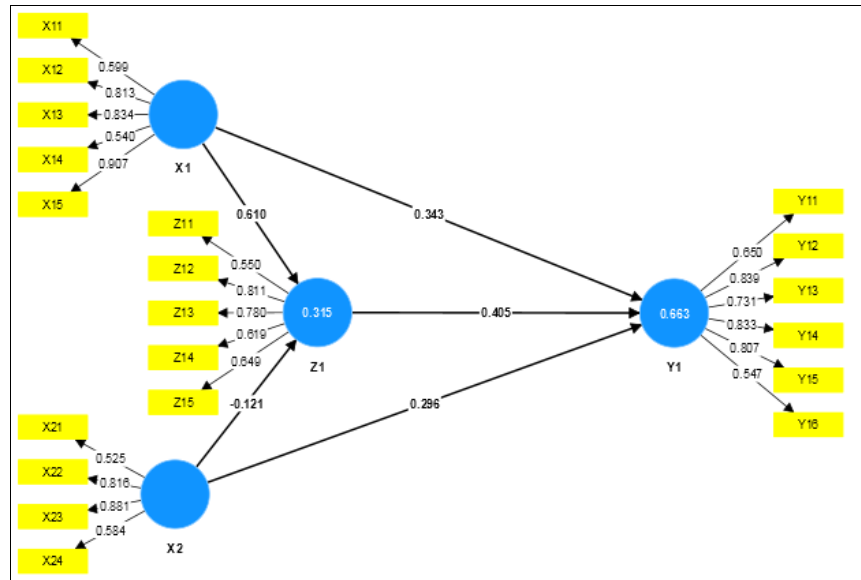 X11
X12
X13
X14
X15
0.599
0.813
0.834
0.540
0.907
X1
0.610
0.343
Z11
Z12
Z13
Z14
Z15
0.550
0.811
0.780
0.619
0.649
0.315
Z1
0.405
-0.121
0.296
X21
X22
X23
X24
0.525
0.816
0.881
0.584
X2
0.663
Y1
0.650
0.839
0.731
0.833
0.807
0.547
Y11
Y12
Y13
Y14
Y15
Y16